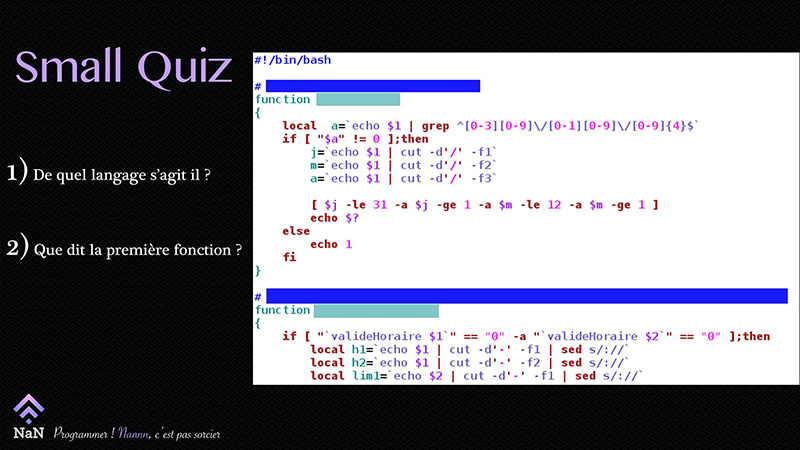 Small Quiz
1) De quel langage s’agit il ?
2) Que dit la première fonction ?
#!/bin/bash
#
function
{
local a=`echo $1 | grep ^[0-3][0-9]\/[0-1][0-9]\/[0-9]{4}$`
if [ "$a" != 0 ];then
j=`echo $1 | cut -d'/' -f1`
m=`echo $1 | cut -d'/' -f2`
a=`echo $1 | cut -d'/' -f3`
[ $j -le 31 -a $j -ge 1 -a $m -le 12 -a $m -ge 1 ]
echo $?
else
echo 1
fi
}
#
function
{
if [ "`valideHoraire $1`" == "0" -a "`valideHoraire $2`" == "0" ];then
local h1=`echo $1 | cut -d'-' -f1 | sed s/://`
local h2=`echo $1 | cut -d'-' -f2 | sed s/://`
local lim1=`echo $2 | cut -d'-' -f1 | sed s/://`
NaN Programmer ! Nannn, c’est pas sorcier